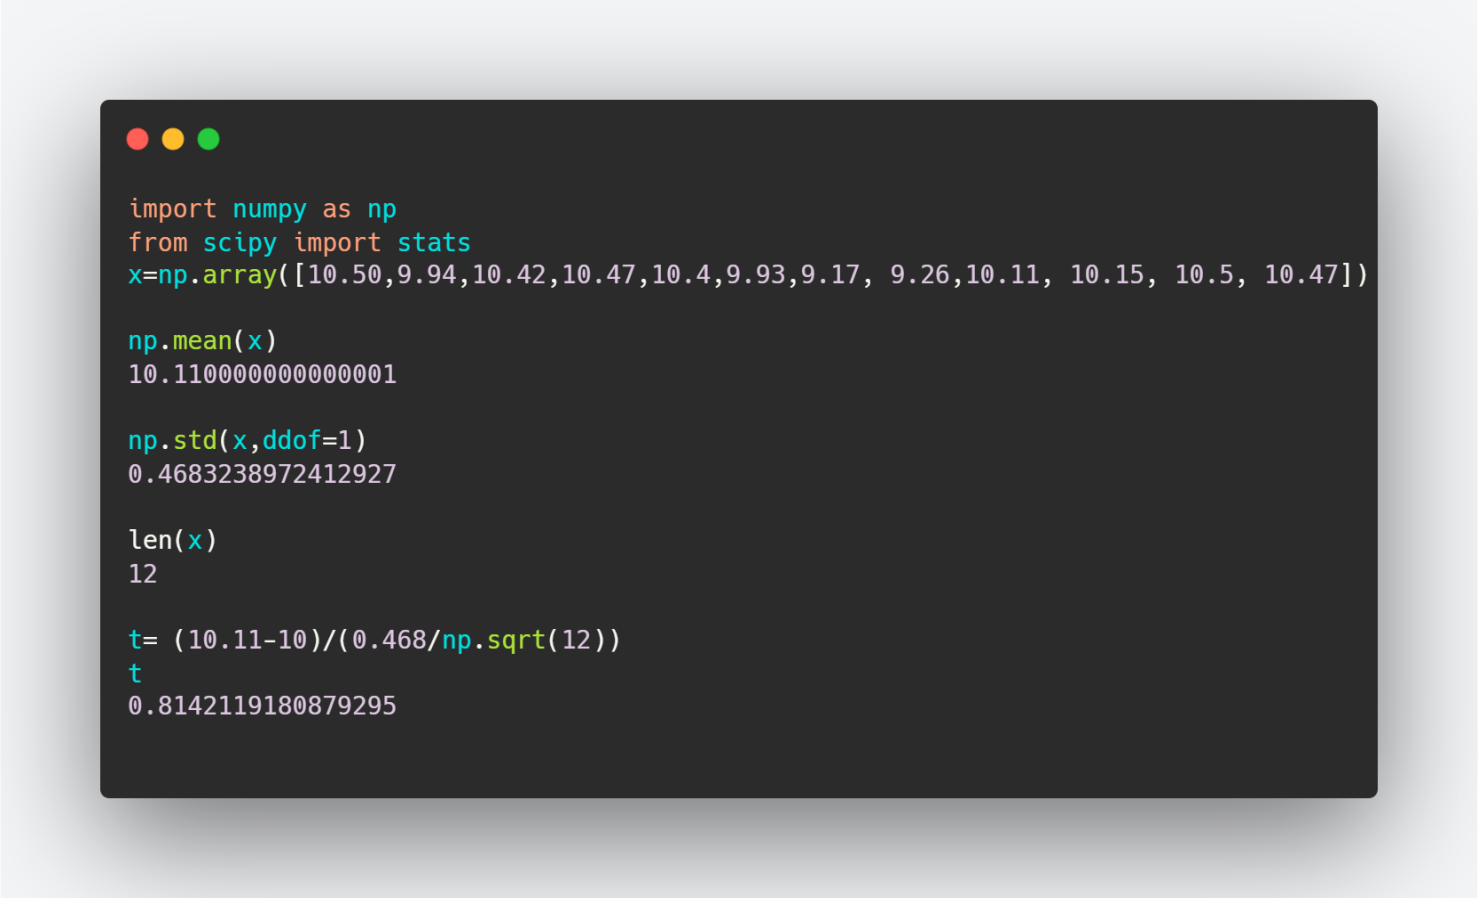 import numpy as np
from scipy import stats
x=np.array([10.50,9.94,10.42,10.47,10.4,9.93,9.17, 9.26,10.11, 10.15, 10.5, 10.47])
np.mean(x)
10.110000000000001
np.std(x,ddof=1)
0.4683238972412927
len(x)
12
t= (10.11-10)/(0.468/np.sqrt(12))
t
0.8142119180879295